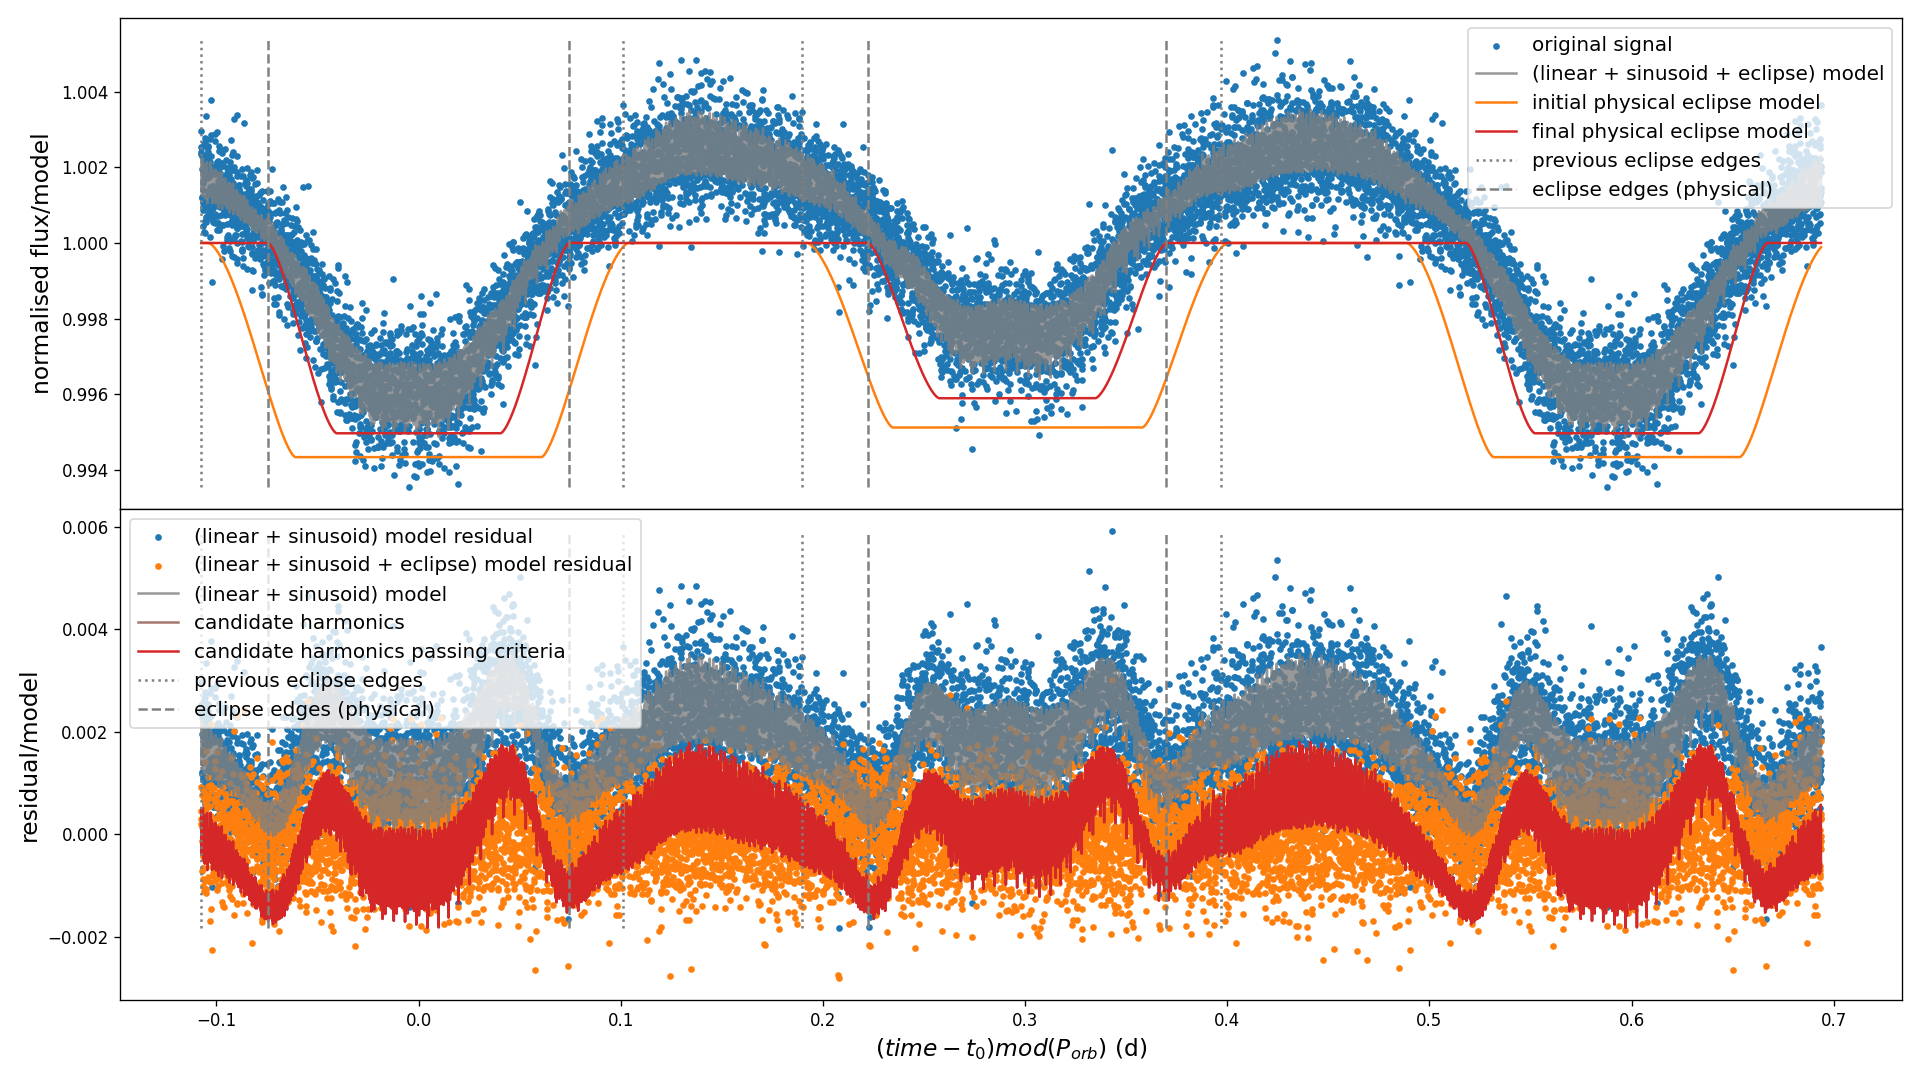 normalised flux/model
1.004
1.002
1.000
0.998
0.996
0.994
original signal
(linear + sinusoid + eclipse) model
initial physical eclipse model
final physical eclipse model
previous eclipse edges
eclipse edges (physical)
residual/model
0.006
0.004
0.002
0.000
−0.002
(linear + sinusoid) model residual
(linear + sinusoid + eclipse) model residual
(linear + sinusoid) model
candidate harmonics
candidate harmonics passing criteria
previous eclipse edges
eclipse edges (physical)
−0.1 0.0 0.1 0.2 0.3 0.4 0.5 0.6 0.7
(time − t₀)mod(Pₒᵣb) (d)